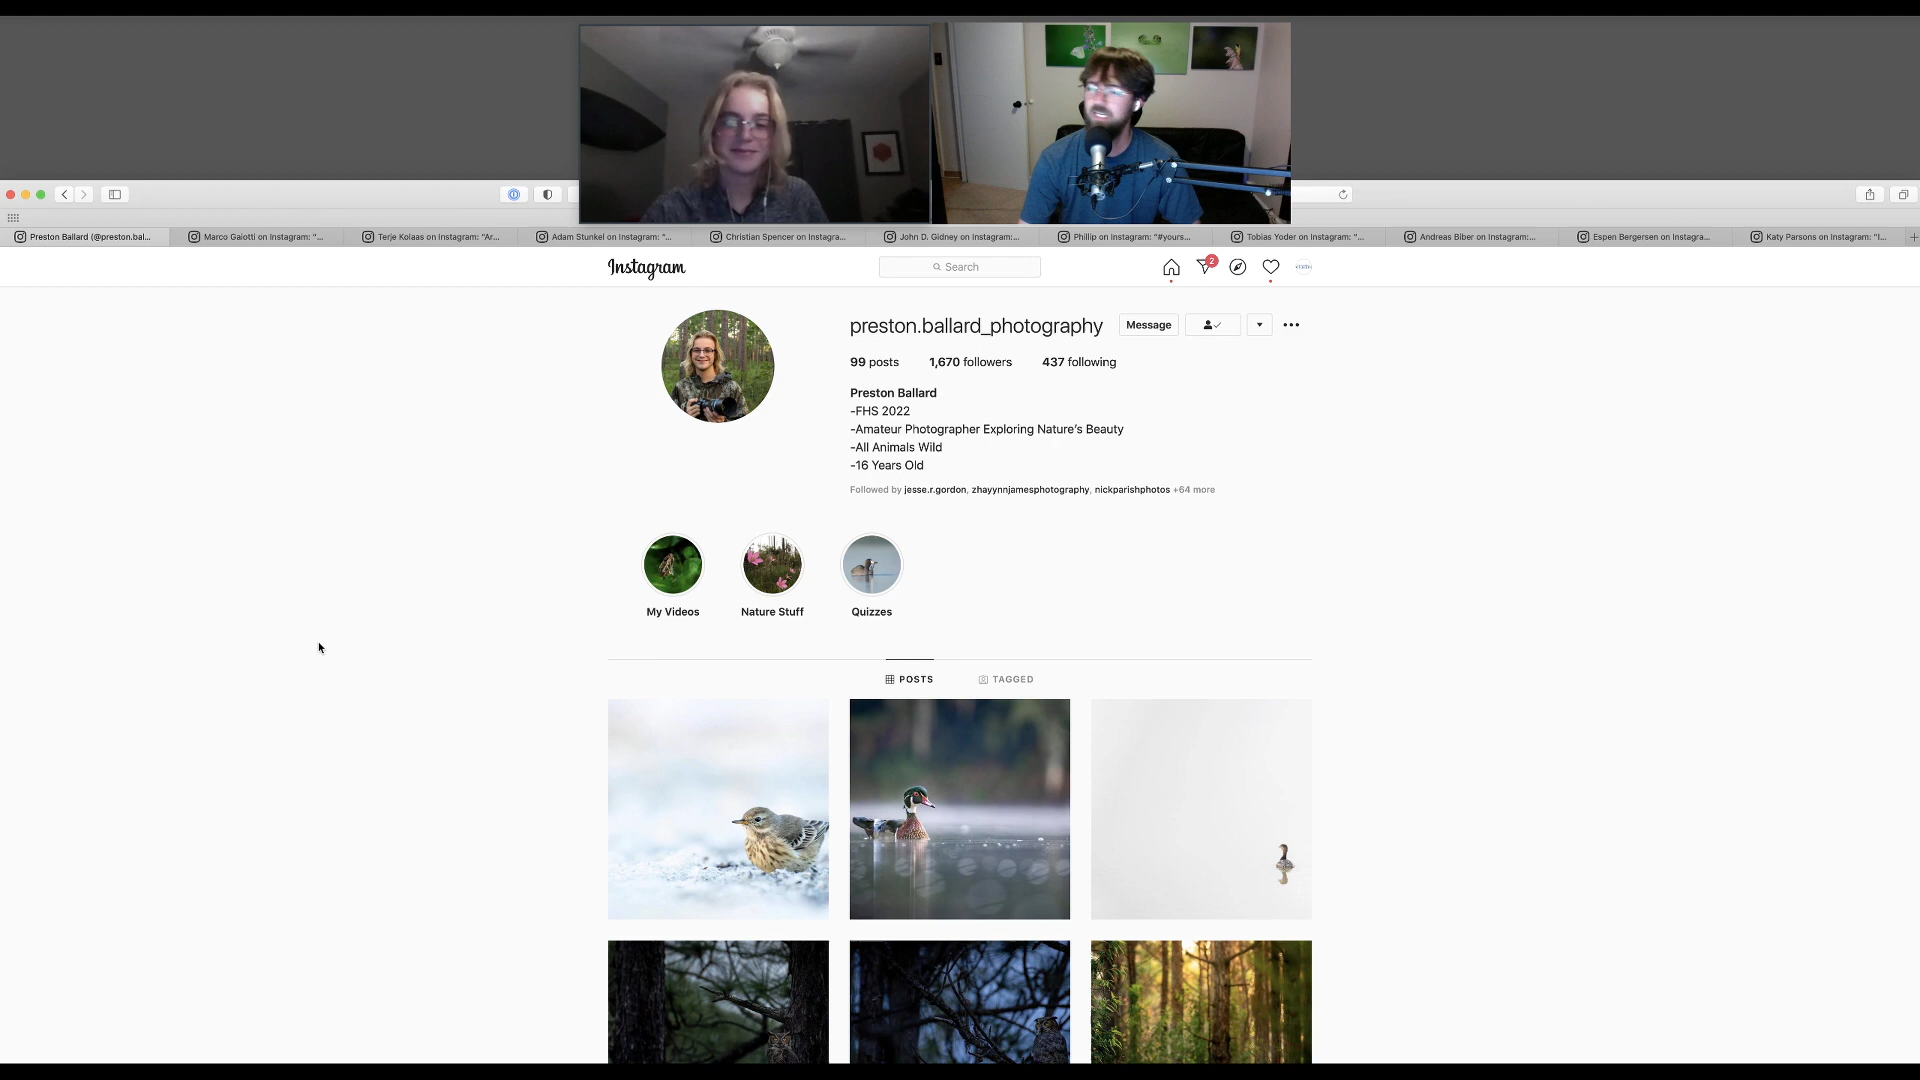 Preston Ballard (@preston.bal...
Marco Gaiotti on Instagram: "...
Terje Kolaas on Instagram: "Ar...
Adam Stunkel on Instagram: "...
Christian Spencer on Instagra...
John D. Gidney on Instagram:...
Phillip on Instagram: "#yours...
Tobias Yoder on Instagram: "...
Andreas Biber on Instagram:...
Espen Bergersen on Instagra...
Katy Parsons on Instagram: "I...
Instagram
Search
2
preston.ballard_photography
Message
99 posts 1,670 followers 437 following
Preston Ballard
-FHS 2022
-Amateur Photographer Exploring Nature's Beauty
-All Animals Wild
-16 Years Old
Followed by jesse.r.gordon, zhayynnjamesphotography, nickparishphotos +64 more
My Videos
Nature Stuff
Quizzes
POSTS
TAGGED